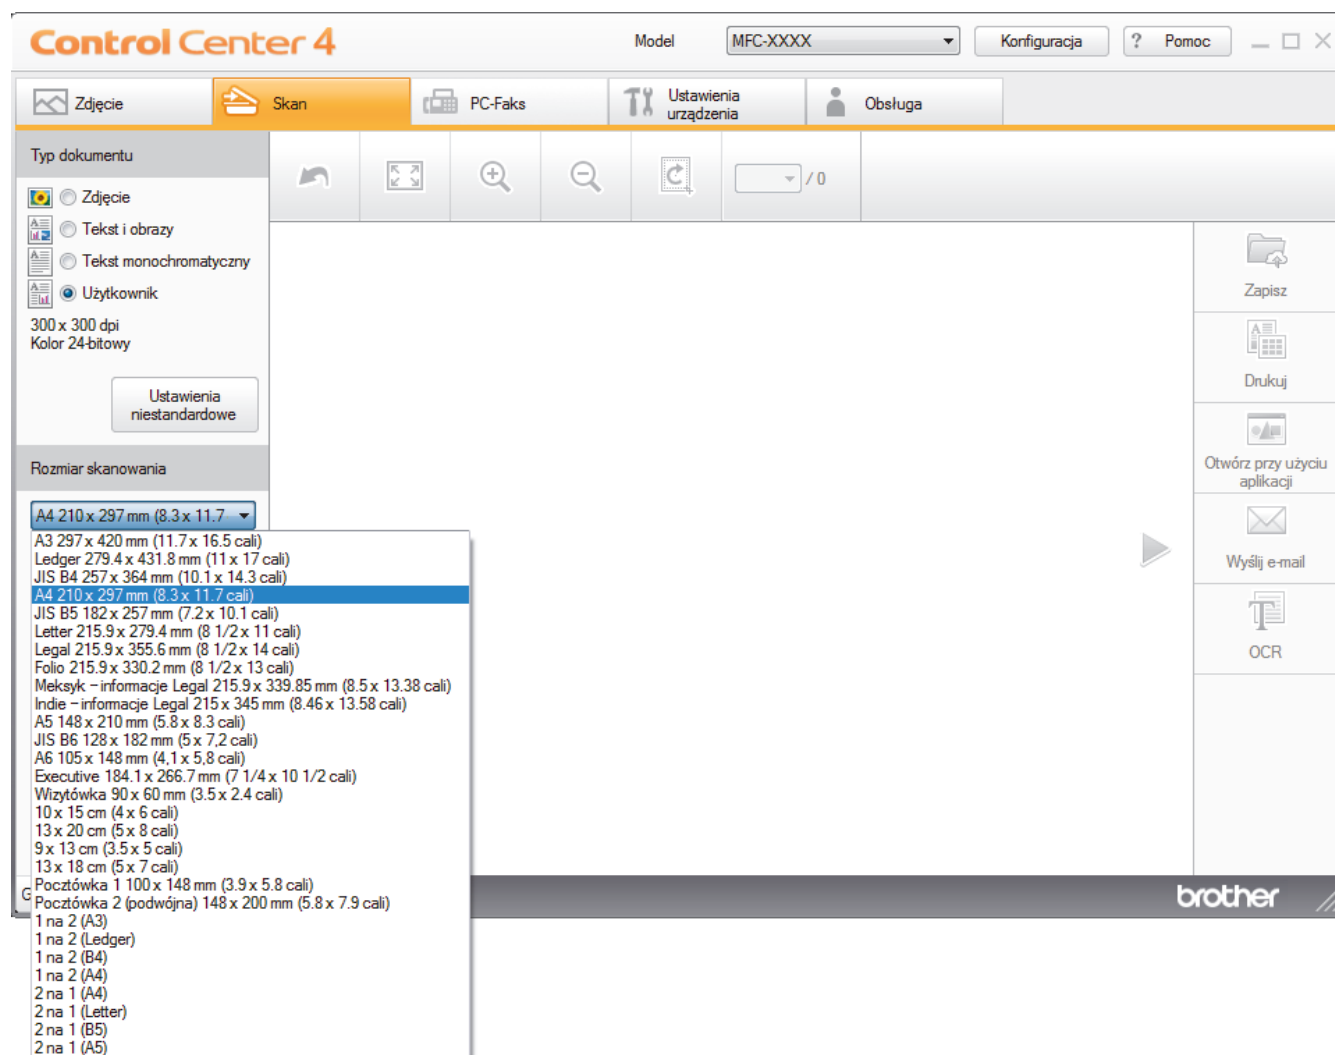 Control Center 4
Model
MFC-XXXX
Konfiguracja
? Pomoc
Zdjęcie
Skan
PC-Faks
Ustawienia
urządzenia
Obsługa
Typ dokumentu
/ 0
Zdjęcie
Tekst i obrazy
Tekst monochromatyczny
Użytkownik
300 x 300 dpi
Kolor 24-bitowy
Ustawienia
niestandardowe
Rozmiar skanowania
A4 210 x 297 mm (8.3 x 11.7
A3 297 x 420 mm (11.7 x 16.5 cali)
Ledger 279.4 x 431.8 mm (11 x 17 cali)
JIS B4 257 x 364 mm (10.1 x 14.3 cali)
A4 210 x 297 mm (8.3 x 11.7 cali)
JIS B5 182 x 257 mm (7.2 x 10.1 cali)
Letter 215.9 x 279.4 mm (8 1/2 x 11 cali)
Legal 215.9 x 355.6 mm (8 1/2 x 14 cali)
Folio 215.9 x 330.2 mm (8 1/2 x 13 cali)
Meksyk – informacje Legal 215.9 x 339.85 mm (8.5 x 13.38 cali)
Indie – informacje Legal 215 x 345 mm (8.46 x 13.58 cali)
A5 148 x 210 mm (5.8 x 8.3 cali)
JIS B6 128 x 182 mm (5 x 7,2 cali)
A6 105 x 148 mm (4,1 x 5,8 cali)
Executive 184.1 x 266.7 mm (7 1/4 x 10 1/2 cali)
Wizytówka 90 x 60 mm (3.5 x 2.4 cali)
10 x 15 cm (4 x 6 cali)
13 x 20 cm (5 x 8 cali)
9 x 13 cm (3.5 x 5 cali)
13 x 18 cm (5 x 7 cali)
Pocztówka 1 100 x 148 mm (3.9 x 5.8 cali)
Pocztówka 2 (podwójna) 148 x 200 mm (5.8 x 7.9 cali)
1 na 2 (A3)
1 na 2 (Ledger)
1 na 2 (B4)
1 na 2 (A4)
2 na 1 (A4)
2 na 1 (Letter)
2 na 1 (B5)
2 na 1 (A5)
Zapisz
Drukuj
Otwórz przy użyciu
aplikacji
Wyślij e-mail
OCR
brother